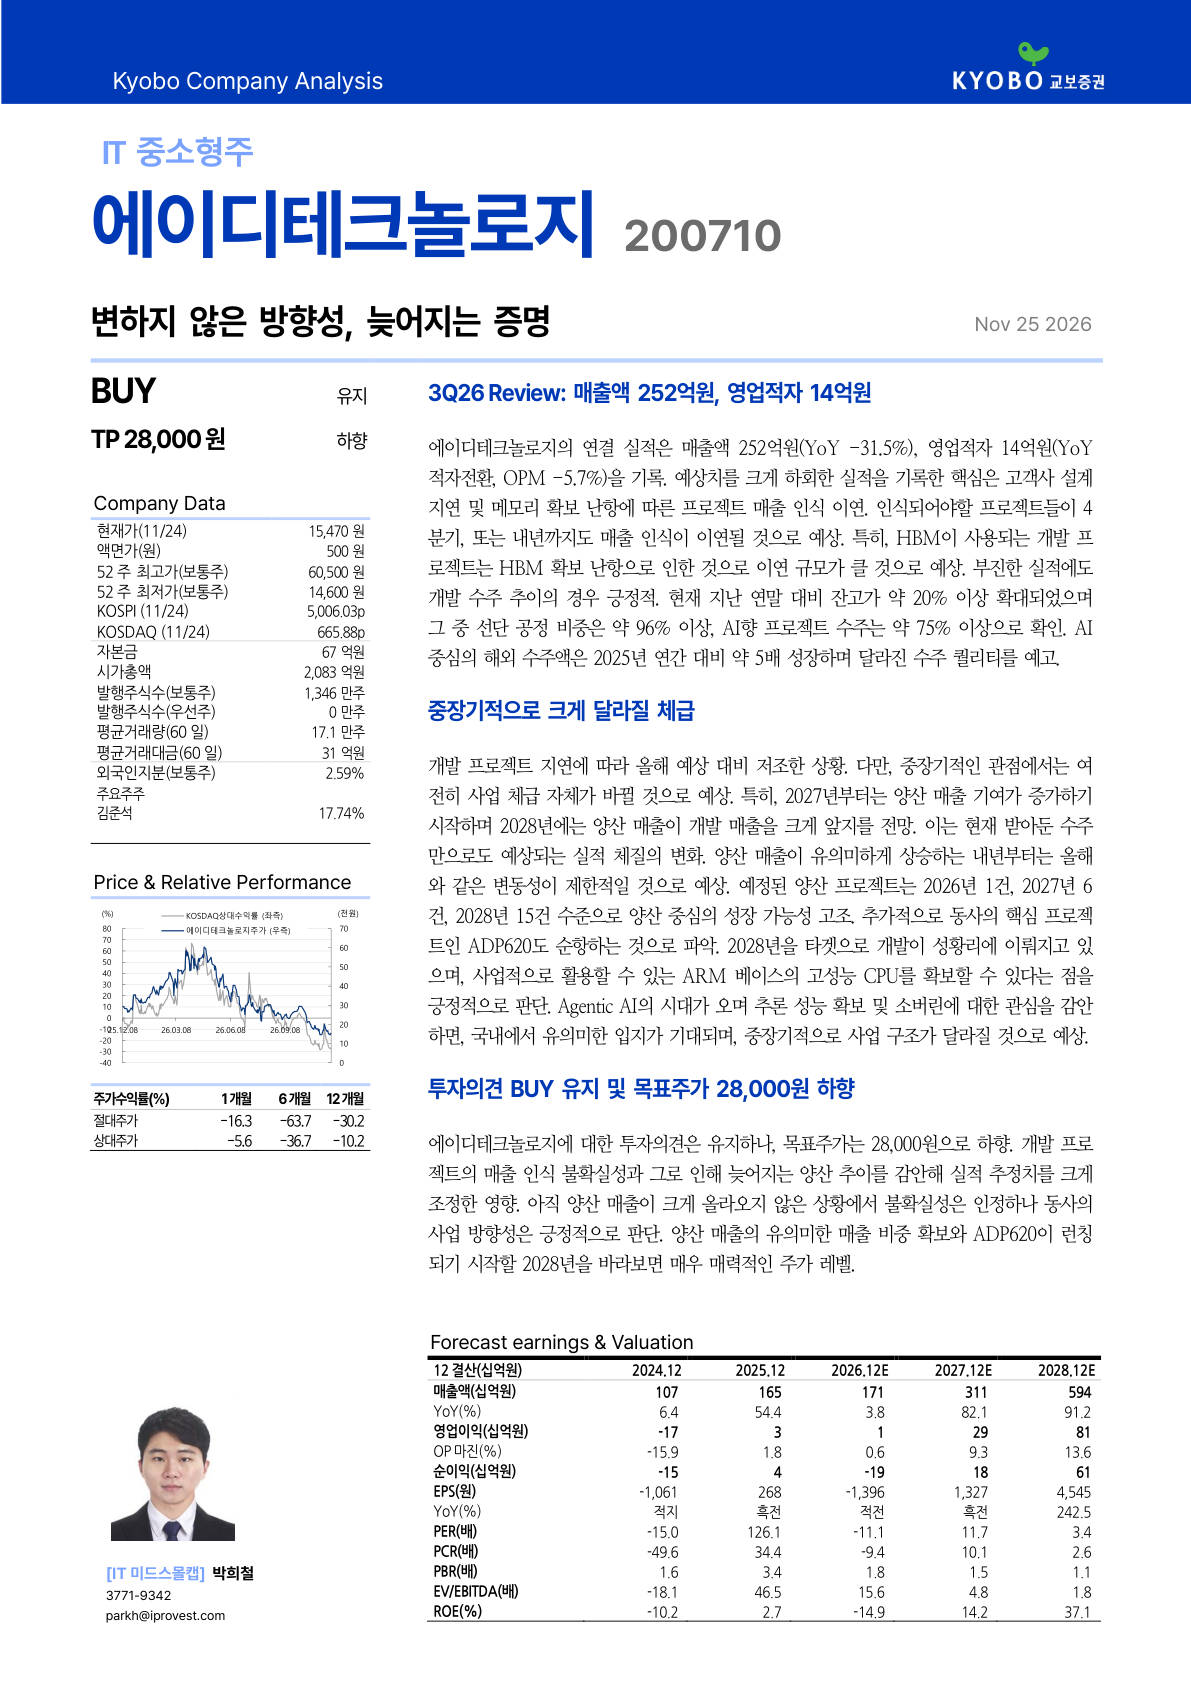 Kyobo Company Analysis
KYOBO 교보증권
IT 중소형주
에이디테크놀로지 200710
변하지 않은 방향성, 늦어지는 증명
Nov 25 2026
BUY 유지
TP 28,000 원 하향
Company Data
현재가(11/24) 15,470 원
액면가(원) 500 원
52 주 최고가(보통주) 60,500 원
52 주 최저가(보통주) 14,600 원
KOSPI (11/24) 5,006.03p
KOSDAQ (11/24) 665.88p
자본금 67 억원
시가총액 2,083 억원
발행주식수(보통주) 1,346 만주
발행주식수(우선주) 0 만주
평균거래량(60 일) 17.1 만주
평균거래대금(60 일) 31 억원
외국인지분(보통주) 2.59%
주요주주
김준석 17.74%
Price & Relative Performance
(%) KOSDAQ상대수익률 (좌측) (천원)
에이디테크놀로지주가 (우측)
80 70
70
60 60
50 50
40
30 40
20 30
10
0 20
-10
-20 10
-30
-40 0
25.12.08 26.03.08 26.06.08 26.09.08
주가수익률(%) 1개월 6개월 12개월
절대주가 -16.3 -63.7 -30.2
상대주가 -5.6 -36.7 -10.2
[IT 미드스몰캡] 박희철
3771-9342
parkh@iprovest.com
3Q26 Review: 매출액 252억원, 영업적자 14억원
에이디테크놀로지의 연결 실적은 매출액 252억원(YoY -31.5%), 영업적자 14억원(YoY
적자전환, OPM -5.7%)을 기록. 예상치를 크게 하회한 실적을 기록한 핵심은 고객사 설계
지연 및 메모리 확보 난항에 따른 프로젝트 매출 인식 이연. 인식되어야할 프로젝트들이 4
분기, 또는 내년까지도 매출 인식이 이연될 것으로 예상. 특히, HBM이 사용되는 개발 프
로젝트는 HBM 확보 난항으로 인한 것으로 이연 규모가 클 것으로 예상. 부진한 실적에도
개발 수주 추이의 경우 긍정적. 현재 지난 연말 대비 잔고가 약 20% 이상 확대되었으며
그 중 선단 공정 비중은 약 96% 이상, AI향 프로젝트 수주는 약 75% 이상으로 확인. AI
중심의 해외 수주액은 2025년 연간 대비 약 5배 성장하며 달라진 수주 퀄리티를 예고.
중장기적으로 크게 달라질 체급
개발 프로젝트 지연에 따라 올해 예상 대비 저조한 상황. 다만, 중장기적인 관점에서는 여
전히 사업 체급 자체가 바뀔 것으로 예상. 특히, 2027년부터는 양산 매출 기여가 증가하기
시작하며 2028년에는 양산 매출이 개발 매출을 크게 앞지를 전망. 이는 현재 받아둔 수주
만으로도 예상되는 실적 체질의 변화. 양산 매출이 유의미하게 상승하는 내년부터는 올해
와 같은 변동성이 제한적일 것으로 예상. 예정된 양산 프로젝트는 2026년 1건, 2027년 6
건, 2028년 15건 수준으로 양산 중심의 성장 가능성 고조. 추가적으로 동사의 핵심 프로젝
트인 ADP620도 순항하는 것으로 파악. 2028년을 타겟으로 개발이 성황리에 이뤄지고 있
으며, 사업적으로 활용할 수 있는 ARM 베이스의 고성능 CPU를 확보할 수 있다는 점을
긍정적으로 판단. Agentic AI의 시대가 오며 추론 성능 확보 및 소버린에 대한 관심을 감안
하면, 국내에서 유의미한 입지가 기대되며, 중장기적으로 사업 구조가 달라질 것으로 예상.
투자의견 BUY 유지 및 목표주가 28,000원 하향
에이디테크놀로지에 대한 투자의견은 유지하나, 목표주가는 28,000원으로 하향. 개발 프로
젝트의 매출 인식 불확실성과 그로 인해 늦어지는 양산 추이를 감안해 실적 추정치를 크게
조정한 영향. 아직 양산 매출이 크게 올라오지 않은 상황에서 불확실성은 인정하나 동사의
사업 방향성은 긍정적으로 판단. 양산 매출의 유의미한 매출 비중 확보와 ADP620이 런칭
되기 시작할 2028년을 바라보면 매우 매력적인 주가 레벨.
Forecast earnings & Valuation
12 결산(십억원) 2024.12 2025.12 2026.12E 2027.12E 2028.12E
매출액(십억원) 107 165 171 311 594
YoY(%) 6.4 54.4 3.8 82.1 91.2
영업이익(십억원) -17 3 1 29 81
OP 마진(%) -15.9 1.8 0.6 9.3 13.6
순이익(십억원) -15 4 -19 18 61
EPS(원) -1,061 268 -1,396 1,327 4,545
YoY(%) 적지 흑전 적전 흑전 242.5
PER(배) -15.0 126.1 -11.1 11.7 3.4
PCR(배) -49.6 34.4 -9.4 10.1 2.6
PBR(배) 1.6 3.4 1.8 1.5 1.1
EV/EBITDA(배) -18.1 46.5 15.6 4.8 1.8
ROE(%) -10.2 2.7 -14.9 14.2 37.1